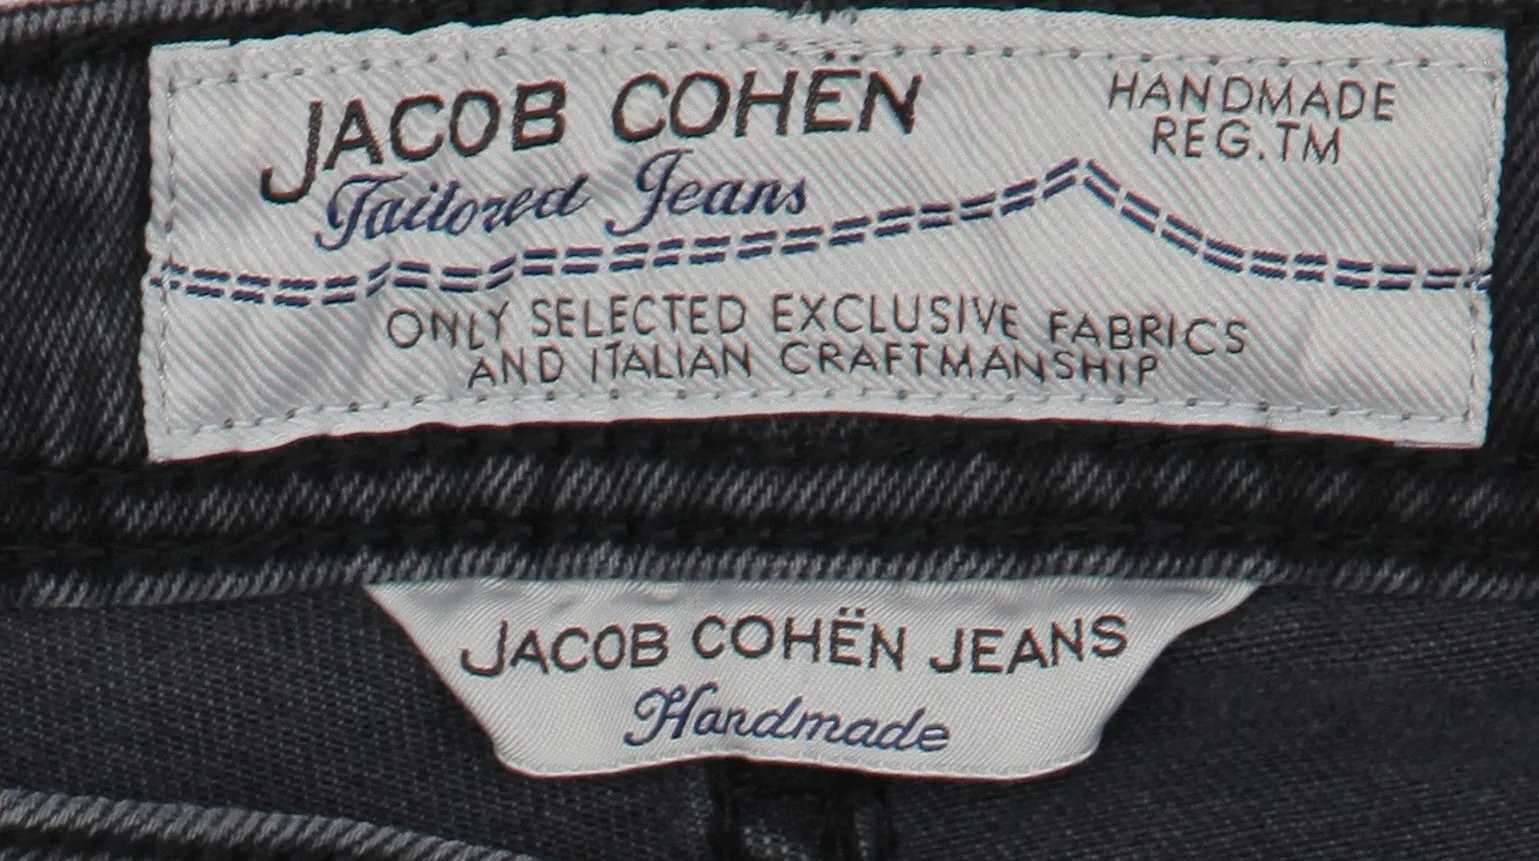 JACOB COHËN
Tailored Jeans
HANDMADE
REG.TM
ONLY SELECTED EXCLUSIVE FABRICS
AND ITALIAN CRAFTMANSHIP
JACOB COHËN JEANS
Handmade